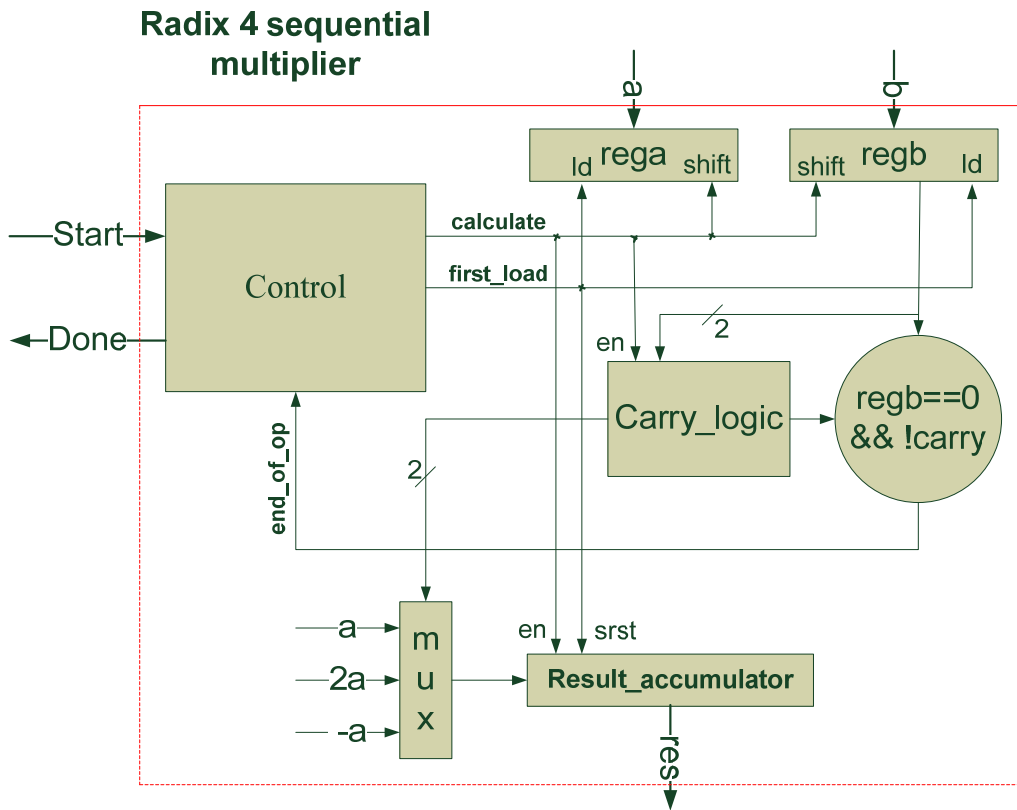 Radix 4 sequential
multiplier
a
b
ld rega shift
shift regb ld
Start
calculate
Control
first_load
Done
2
en
Carry_logic
regb==0
&& !carry
2
end_of_op
a
2a
-a
m
u
x
en
srst
Result_accumulator
res